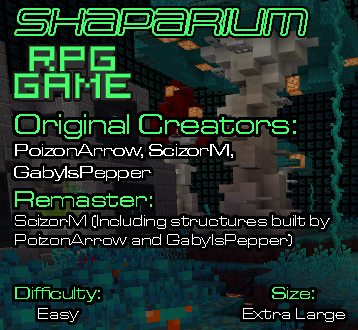 SHAPARIUM
RPG
GAME
Original Creators:
PoizonArrow, ScizorM,
GabyIsPepper
Remaster:
ScizorM (Including structures built by
PoizonArrow and GabyIsPepper)
Difficulty: Size:
Easy Extra Large